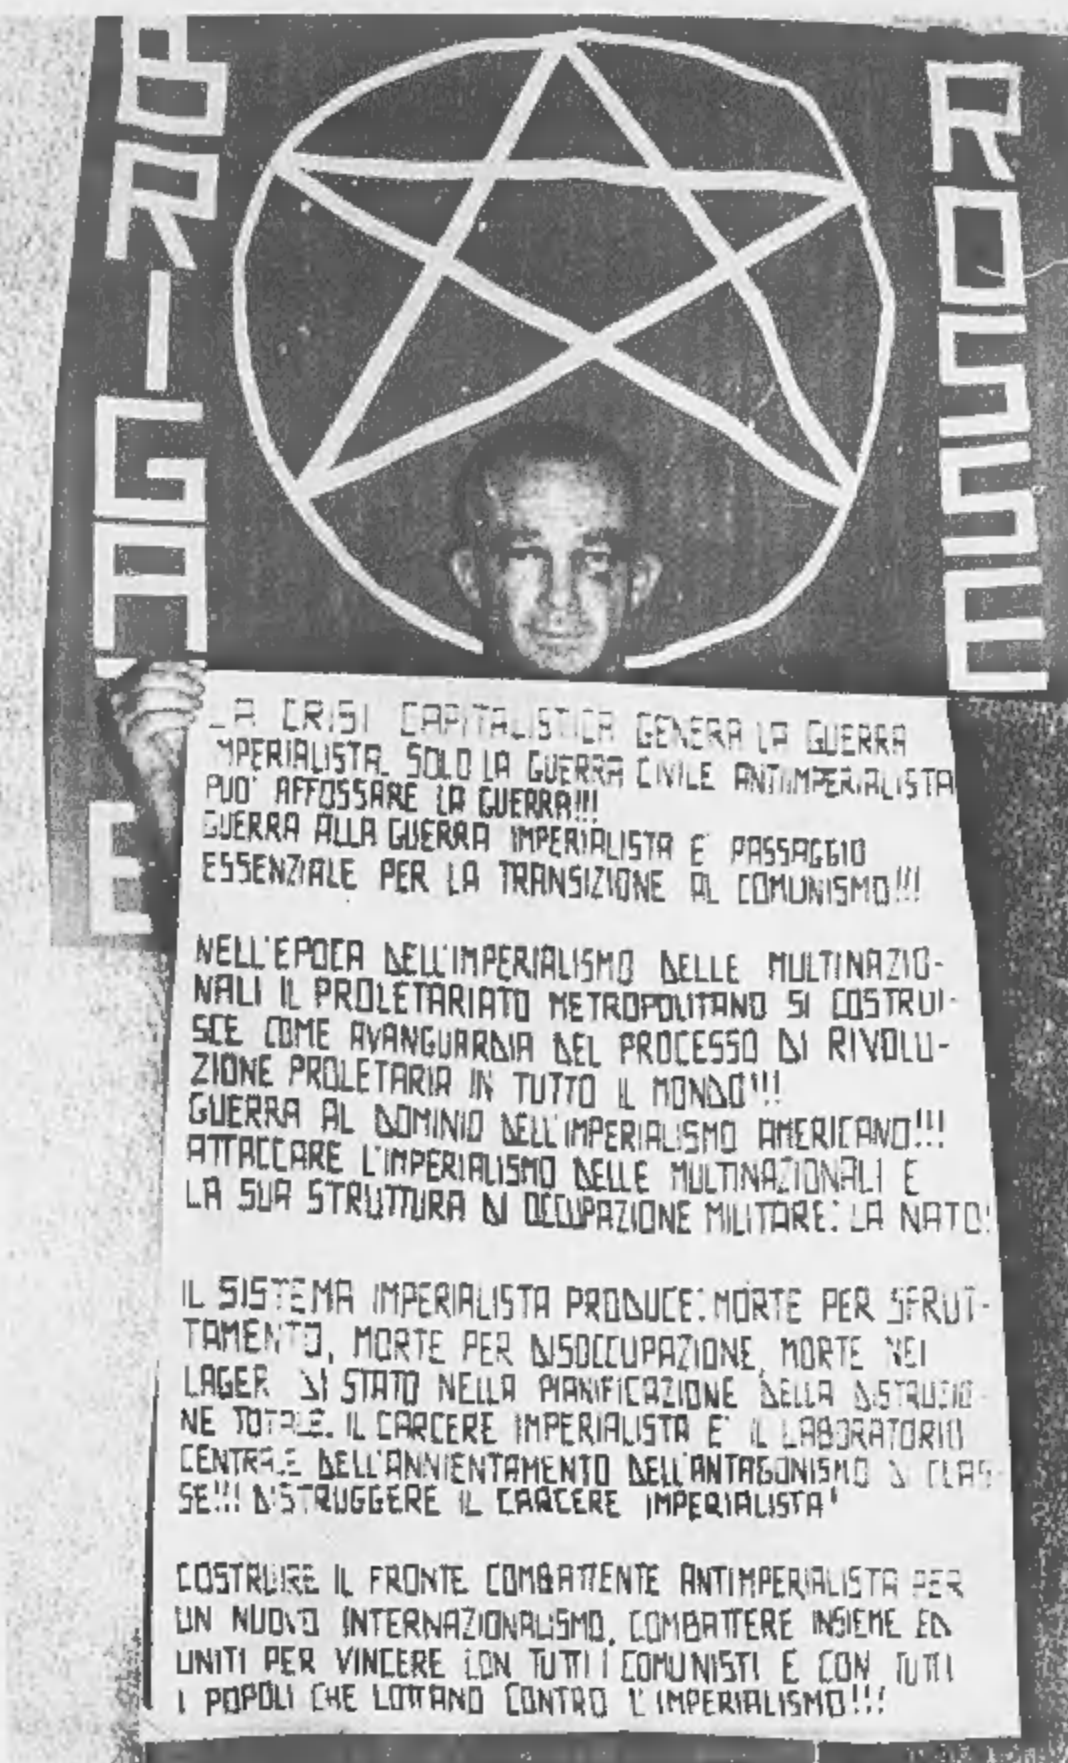 BRIGATE
ROSSE
LA CRISI CAPITALISTICA GENERA LA GUERRA
IMPERIALISTA. SOLO LA GUERRA CIVILE ANTIIMPERIALISTA
PUO' AFFOSSARE LA GUERRA!!!
GUERRA ALLA GUERRA IMPERIALISTA E' PASSAGGIO
ESSENZIALE PER LA TRANSIZIONE AL COMUNISMO!!!
NELL'EPOCA DELL'IMPERIALISMO DELLE MULTINAZIO-
NALI IL PROLETARIATO METROPOLITANO SI COSTRUI-
SCE COME AVANGUARDIA DEL PROCESSO DI RIVOLU-
ZIONE PROLETARIA IN TUTTO IL MONDO!!!
GUERRA AL DOMINIO DELL'IMPERIALISMO AMERICANO!!!
ATTACCARE L'IMPERIALISMO DELLE MULTINAZIONALI E
LA SUA STRUTTURA DI OCCUPAZIONE MILITARE: LA NATO!
IL SISTEMA IMPERIALISTA PRODUCE: MORTE PER SFRUT-
TAMENTO, MORTE PER DISOCCUPAZIONE, MORTE NEI
LAGER DI STATO NELLA PIANIFICAZIONE DELLA DISTRUZIO-
NE TOTALE. IL CARCERE IMPERIALISTA E' IL LABORATORIO
CENTRALE DELL'ANNIENTAMENTO DELL'ANTAGONISMO DI CLAS-
SE!!! DISTRUGGERE IL CARCERE IMPERIALISTA!
COSTRUIRE IL FRONTE COMBATTENTE ANTIMPERIALISTA PER
UN NUOVO INTERNAZIONALISMO, COMBATTERE INSIEME ED
UNITI PER VINCERE CON TUTTI I COMUNISTI E CON TUTTI
I POPOLI CHE LOTTANO CONTRO L'IMPERIALISMO!!!